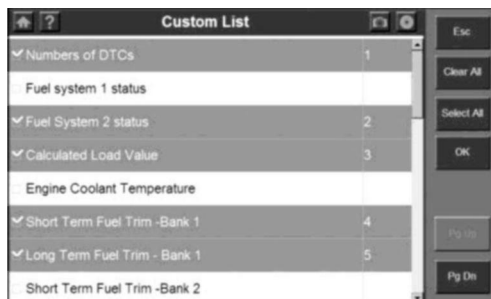 ? Custom List
Numbers of DTCs 1
Fuel system 1 status
Fuel System 2 status 2
Calculated Load Value 3
Engine Coolant Temperature
Short Term Fuel Trim -Bank 1 4
Long Term Fuel Trim - Bank 1 5
Short Term Fuel Trim -Bank 2
Esc
Clear All
Select All
OK
Pg Up
Pg Dn